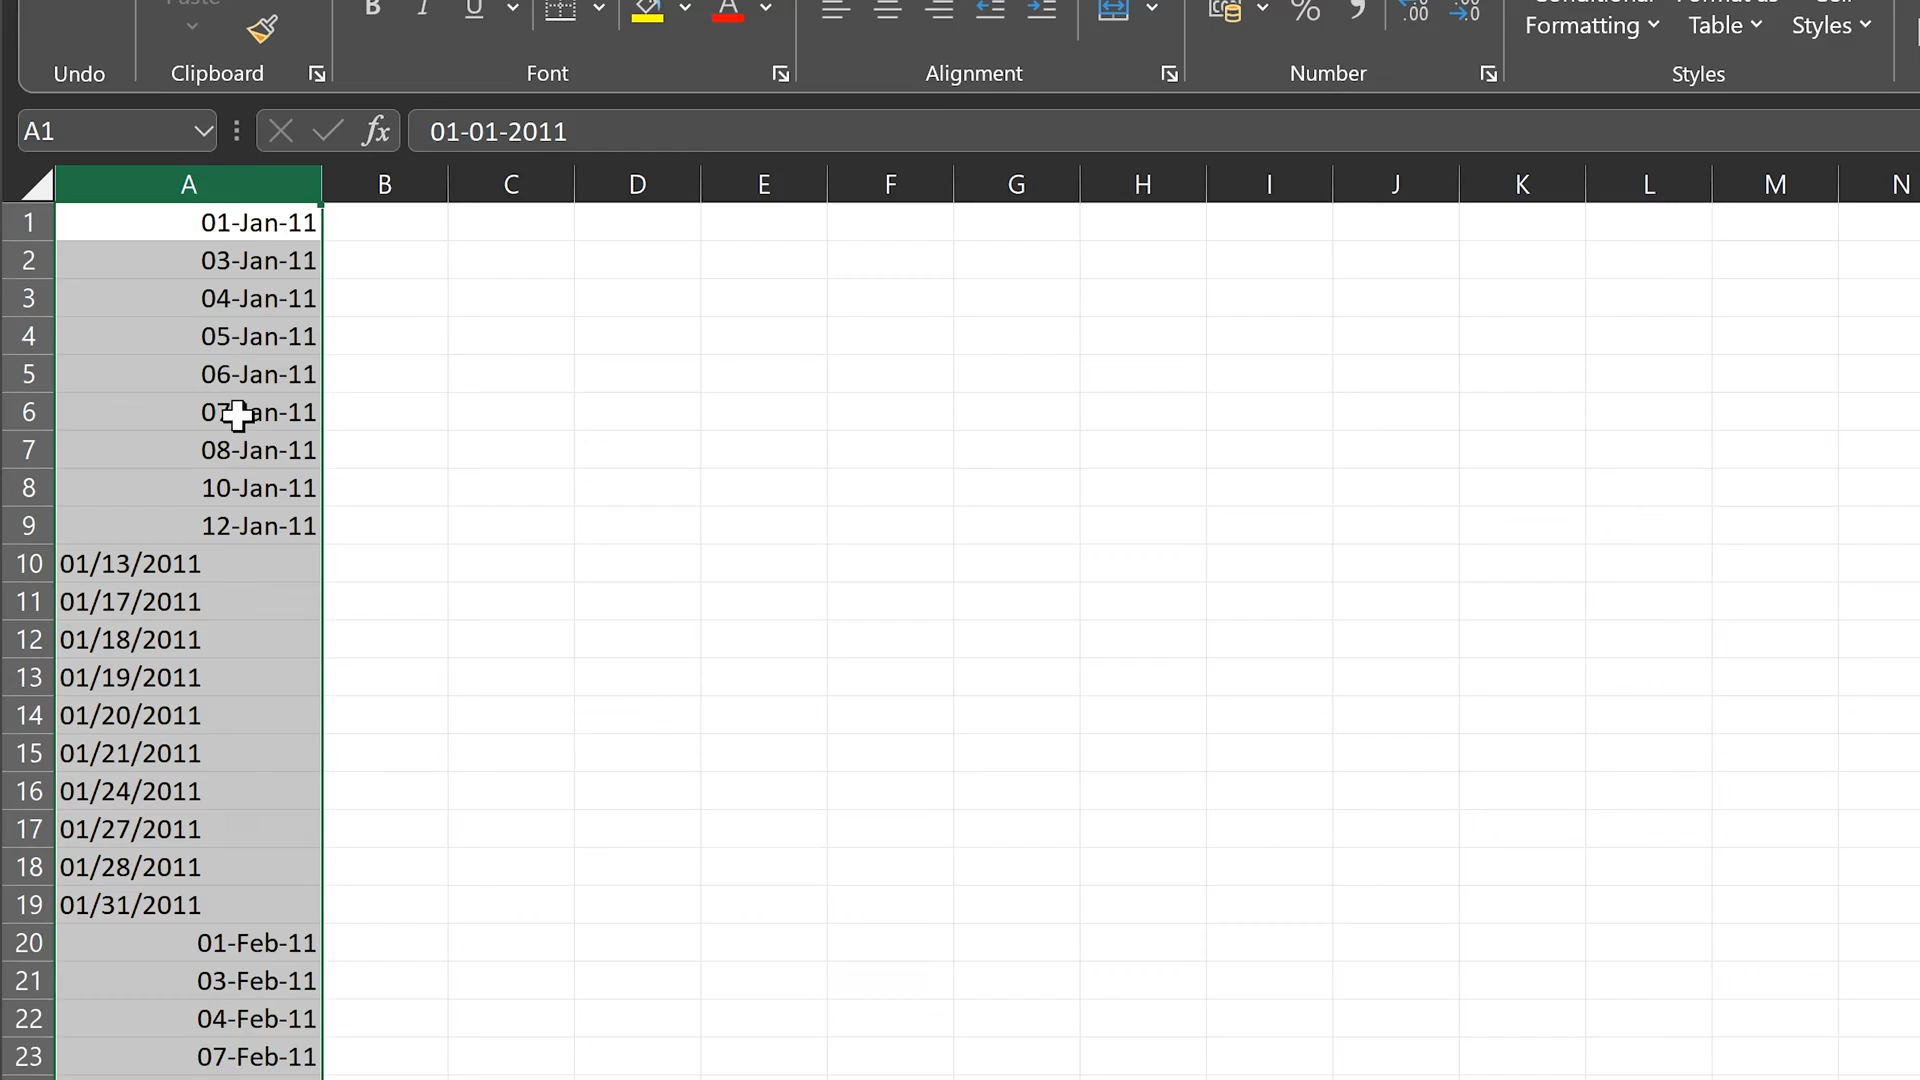 Paste
B I U A % 9 .00 .00
Formatting Table Styles
Undo Clipboard Font Alignment Number Styles
A1 fx 01-01-2011
A B C D E F G H I J K L M N
1 01-Jan-11
2 03-Jan-11
3 04-Jan-11
4 05-Jan-11
5 06-Jan-11
6
7 08-Jan-11
8 10-Jan-11
9 12-Jan-11
10 01/13/2011
11 01/17/2011
12 01/18/2011
13 01/19/2011
14 01/20/2011
15 01/21/2011
16 01/24/2011
17 01/27/2011
18 01/28/2011
19 01/31/2011
20 01-Feb-11
21 03-Feb-11
22 04-Feb-11
23 07-Feb-11